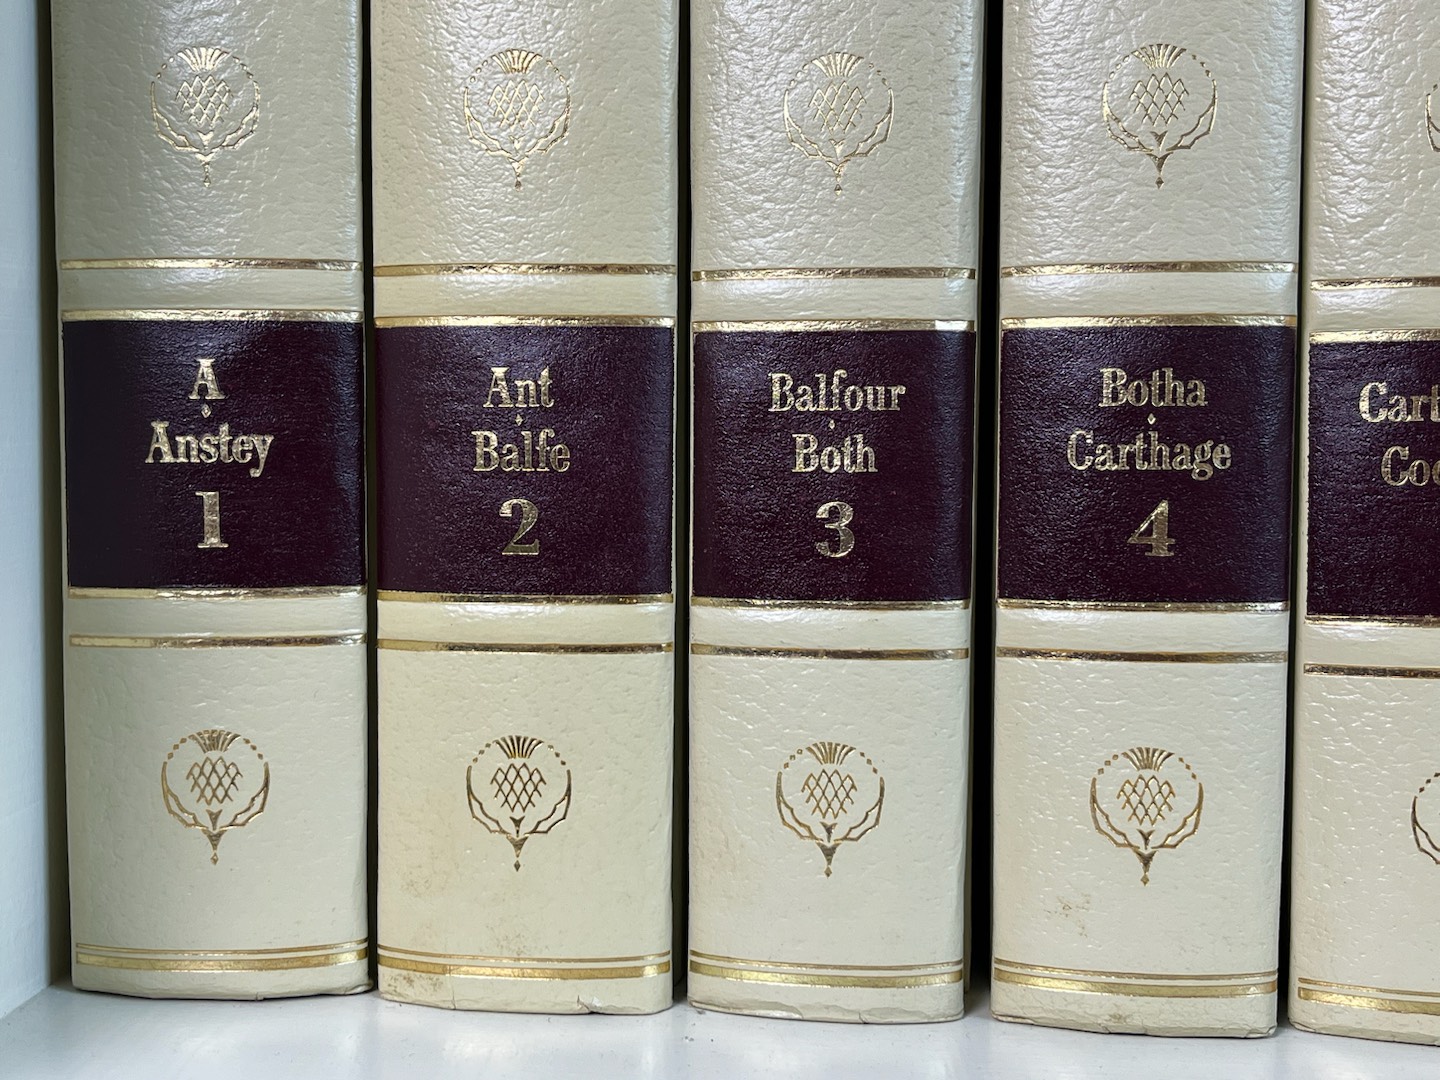 A
Anstey
1
Ant
Balfe
2
Balfour
Both
3
Botha
Carthage
4